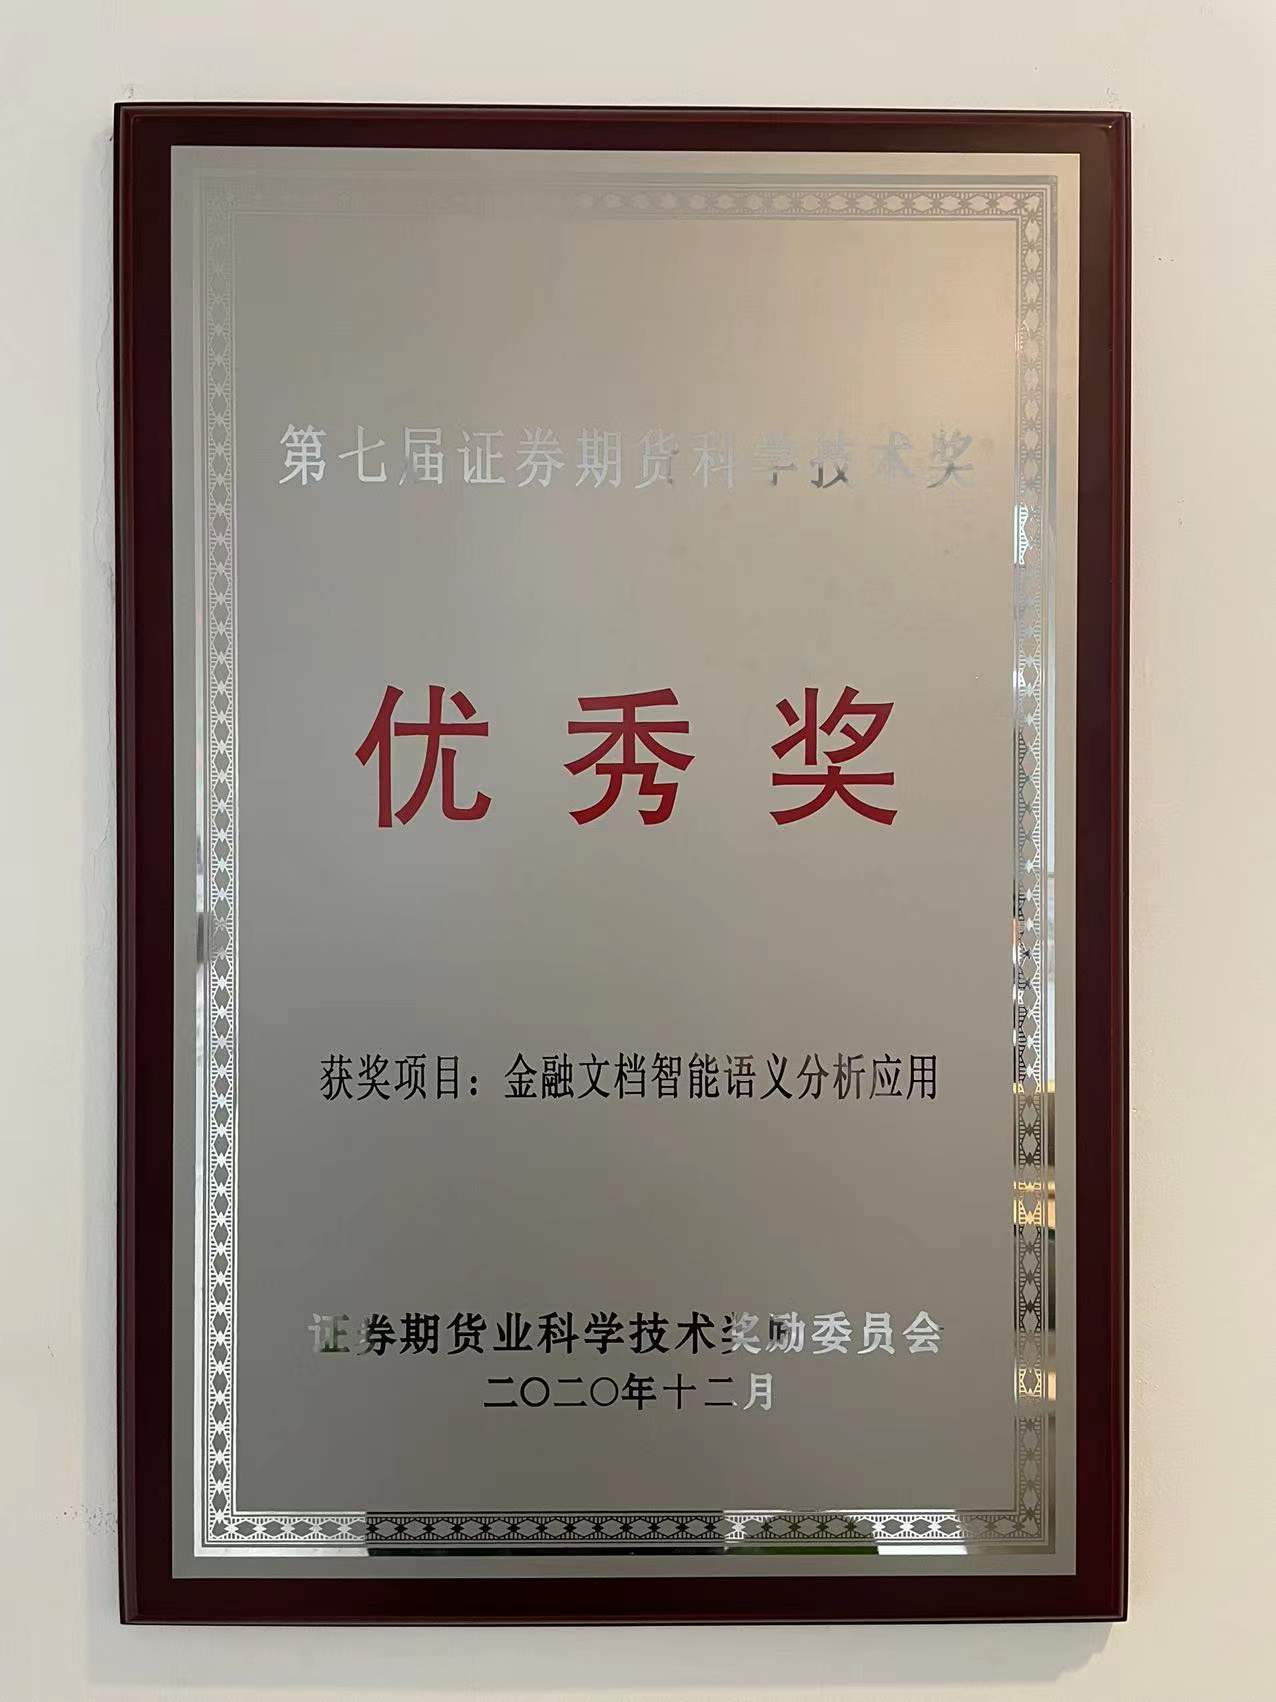 第七届证券期货科学技术奖
优秀奖
获奖项目：金融文档智能语义分析应用
证券期货业科学技术奖励委员会
二〇二〇年十二月